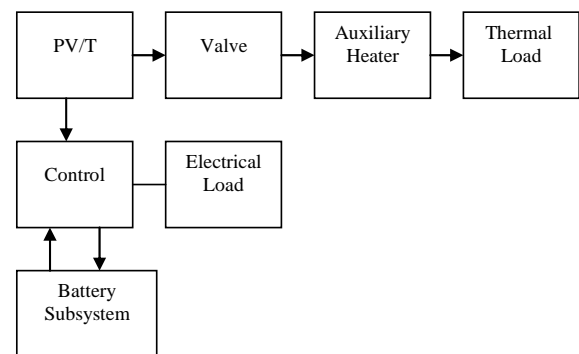 PV/T
Valve
Auxiliary
Heater
Thermal
Load
Control
Electrical
Load
Battery
Subsystem